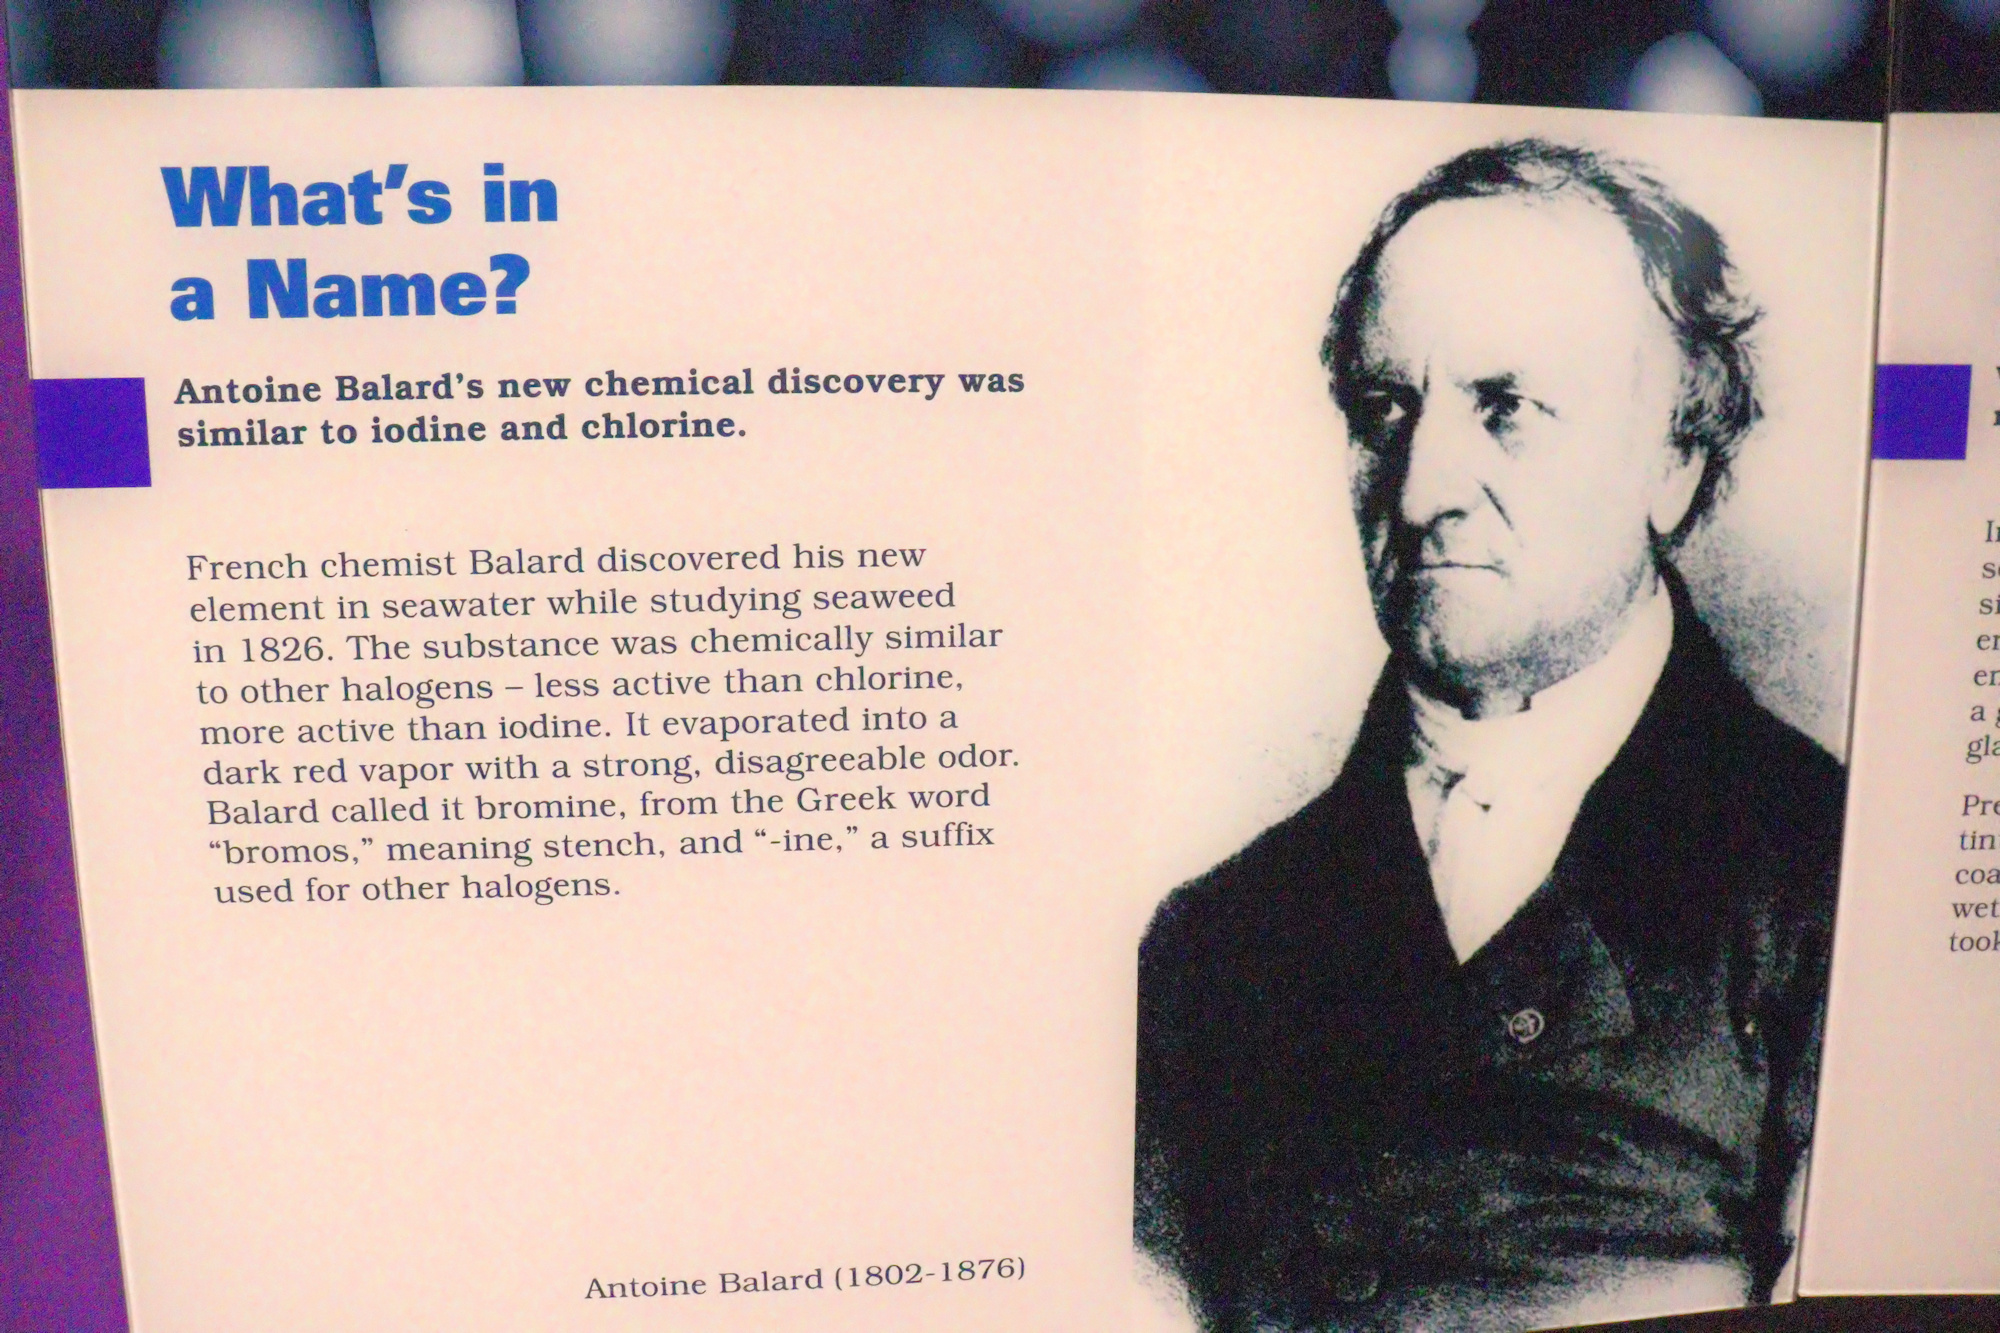 What's in
a Name?
Antoine Balard's new chemical discovery was
similar to iodine and chlorine.
French chemist Balard discovered his new
element in seawater while studying seaweed
in 1826. The substance was chemically similar
to other halogens – less active than chlorine,
more active than iodine. It evaporated into a
dark red vapor with a strong, disagreeable odor.
Balard called it bromine, from the Greek word
“bromos,” meaning stench, and “-ine,” a suffix
used for other halogens.
Antoine Balard (1802-1876)